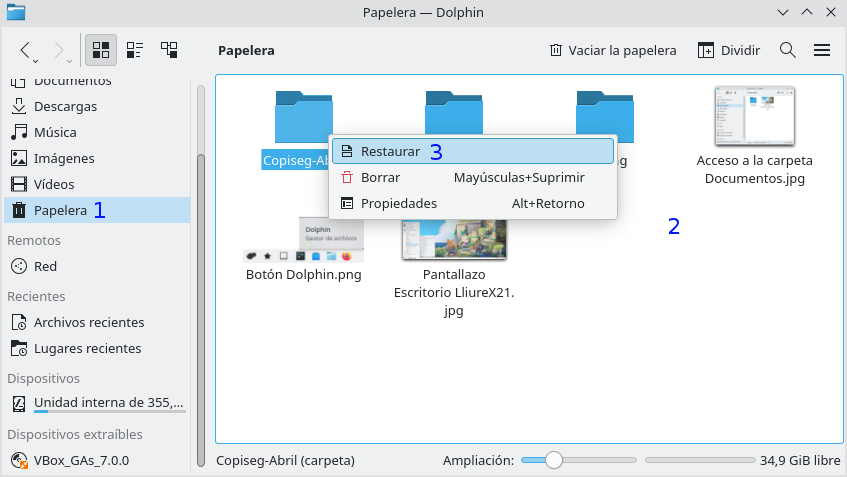 Papelera — Dolphin
Papelera
Vaciar la papelera
Dividir
Documentos
Descargas
Música
Imágenes
Vídeos
Papelera 1
Remotos
Red
Recientes
Archivos recientes
Lugares recientes
Dispositivos
Unidad interna de 355,...
Dispositivos extraíbles
VBox_GAs_7.0.0
Copiseg-Ab
Restaurar 3
Borrar Mayúsculas+Suprimir
Propiedades Alt+Retorno
Acceso a la carpeta
Documentos.jpg
2
Dolphin
Gestor de archivos
Botón Dolphin.png
Pantallazo
Escritorio LliureX21.
jpg
Copiseg-Abril (carpeta)
Ampliación:
34,9 GiB libre